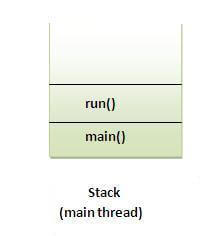 run()
main()
Stack
(main thread)